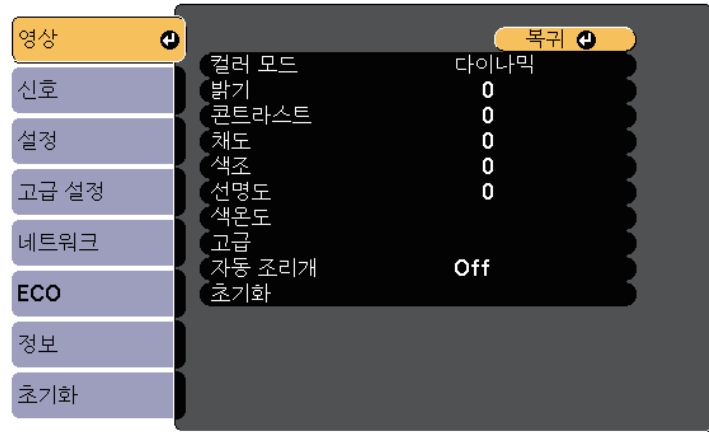 영상
신호
설정
고급 설정
네트워크
ECO
정보
초기화
복귀
컬러 모드 다이나믹
밝기 0
콘트라스트 0
채도 0
색조 0
선명도 0
색온도
고급
자동 조리개 Off
초기화